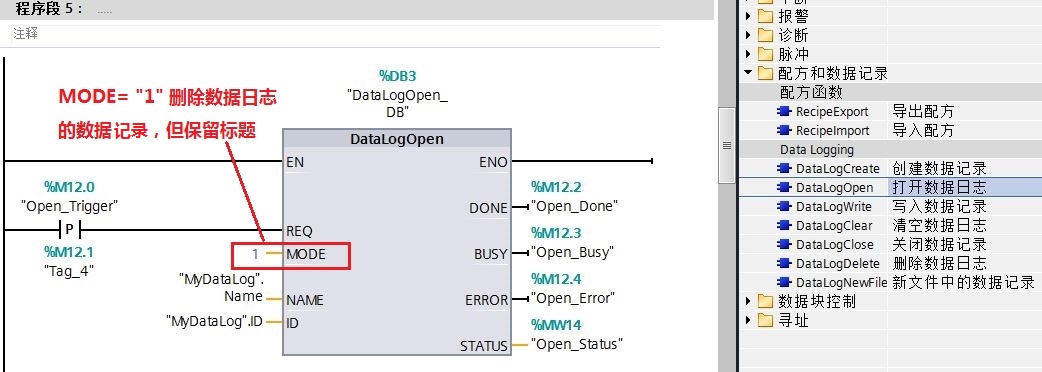 程序段 5： .....
注释
MODE= "1" 删除数据日志
的数据记录，但保留标题
%DB3
"DataLogOpen_
DB"
DataLogOpen
EN
ENO
%M12.0
"Open_Trigger"
P
%M12.1
"Tag_4"
REQ
1
MODE
"MyDataLog".
Name
NAME
"MyDataLog".ID
ID
%M12.2
DONE
"Open_Done"
%M12.3
BUSY
"Open_Busy"
%M12.4
ERROR
"Open_Error"
%MW14
STATUS
"Open_Status"
报警
诊断
脉冲
配方和数据记录
配方函数
RecipeExport 导出配方
RecipeImport 导入配方
Data Logging
DataLogCreate 创建数据记录
DataLogOpen 打开数据日志
DataLogWrite 写入数据记录
DataLogClear 清空数据日志
DataLogClose 关闭数据记录
DataLogDelete 删除数据日志
DataLogNewFile 新文件中的数据记录
数据块控制
寻址